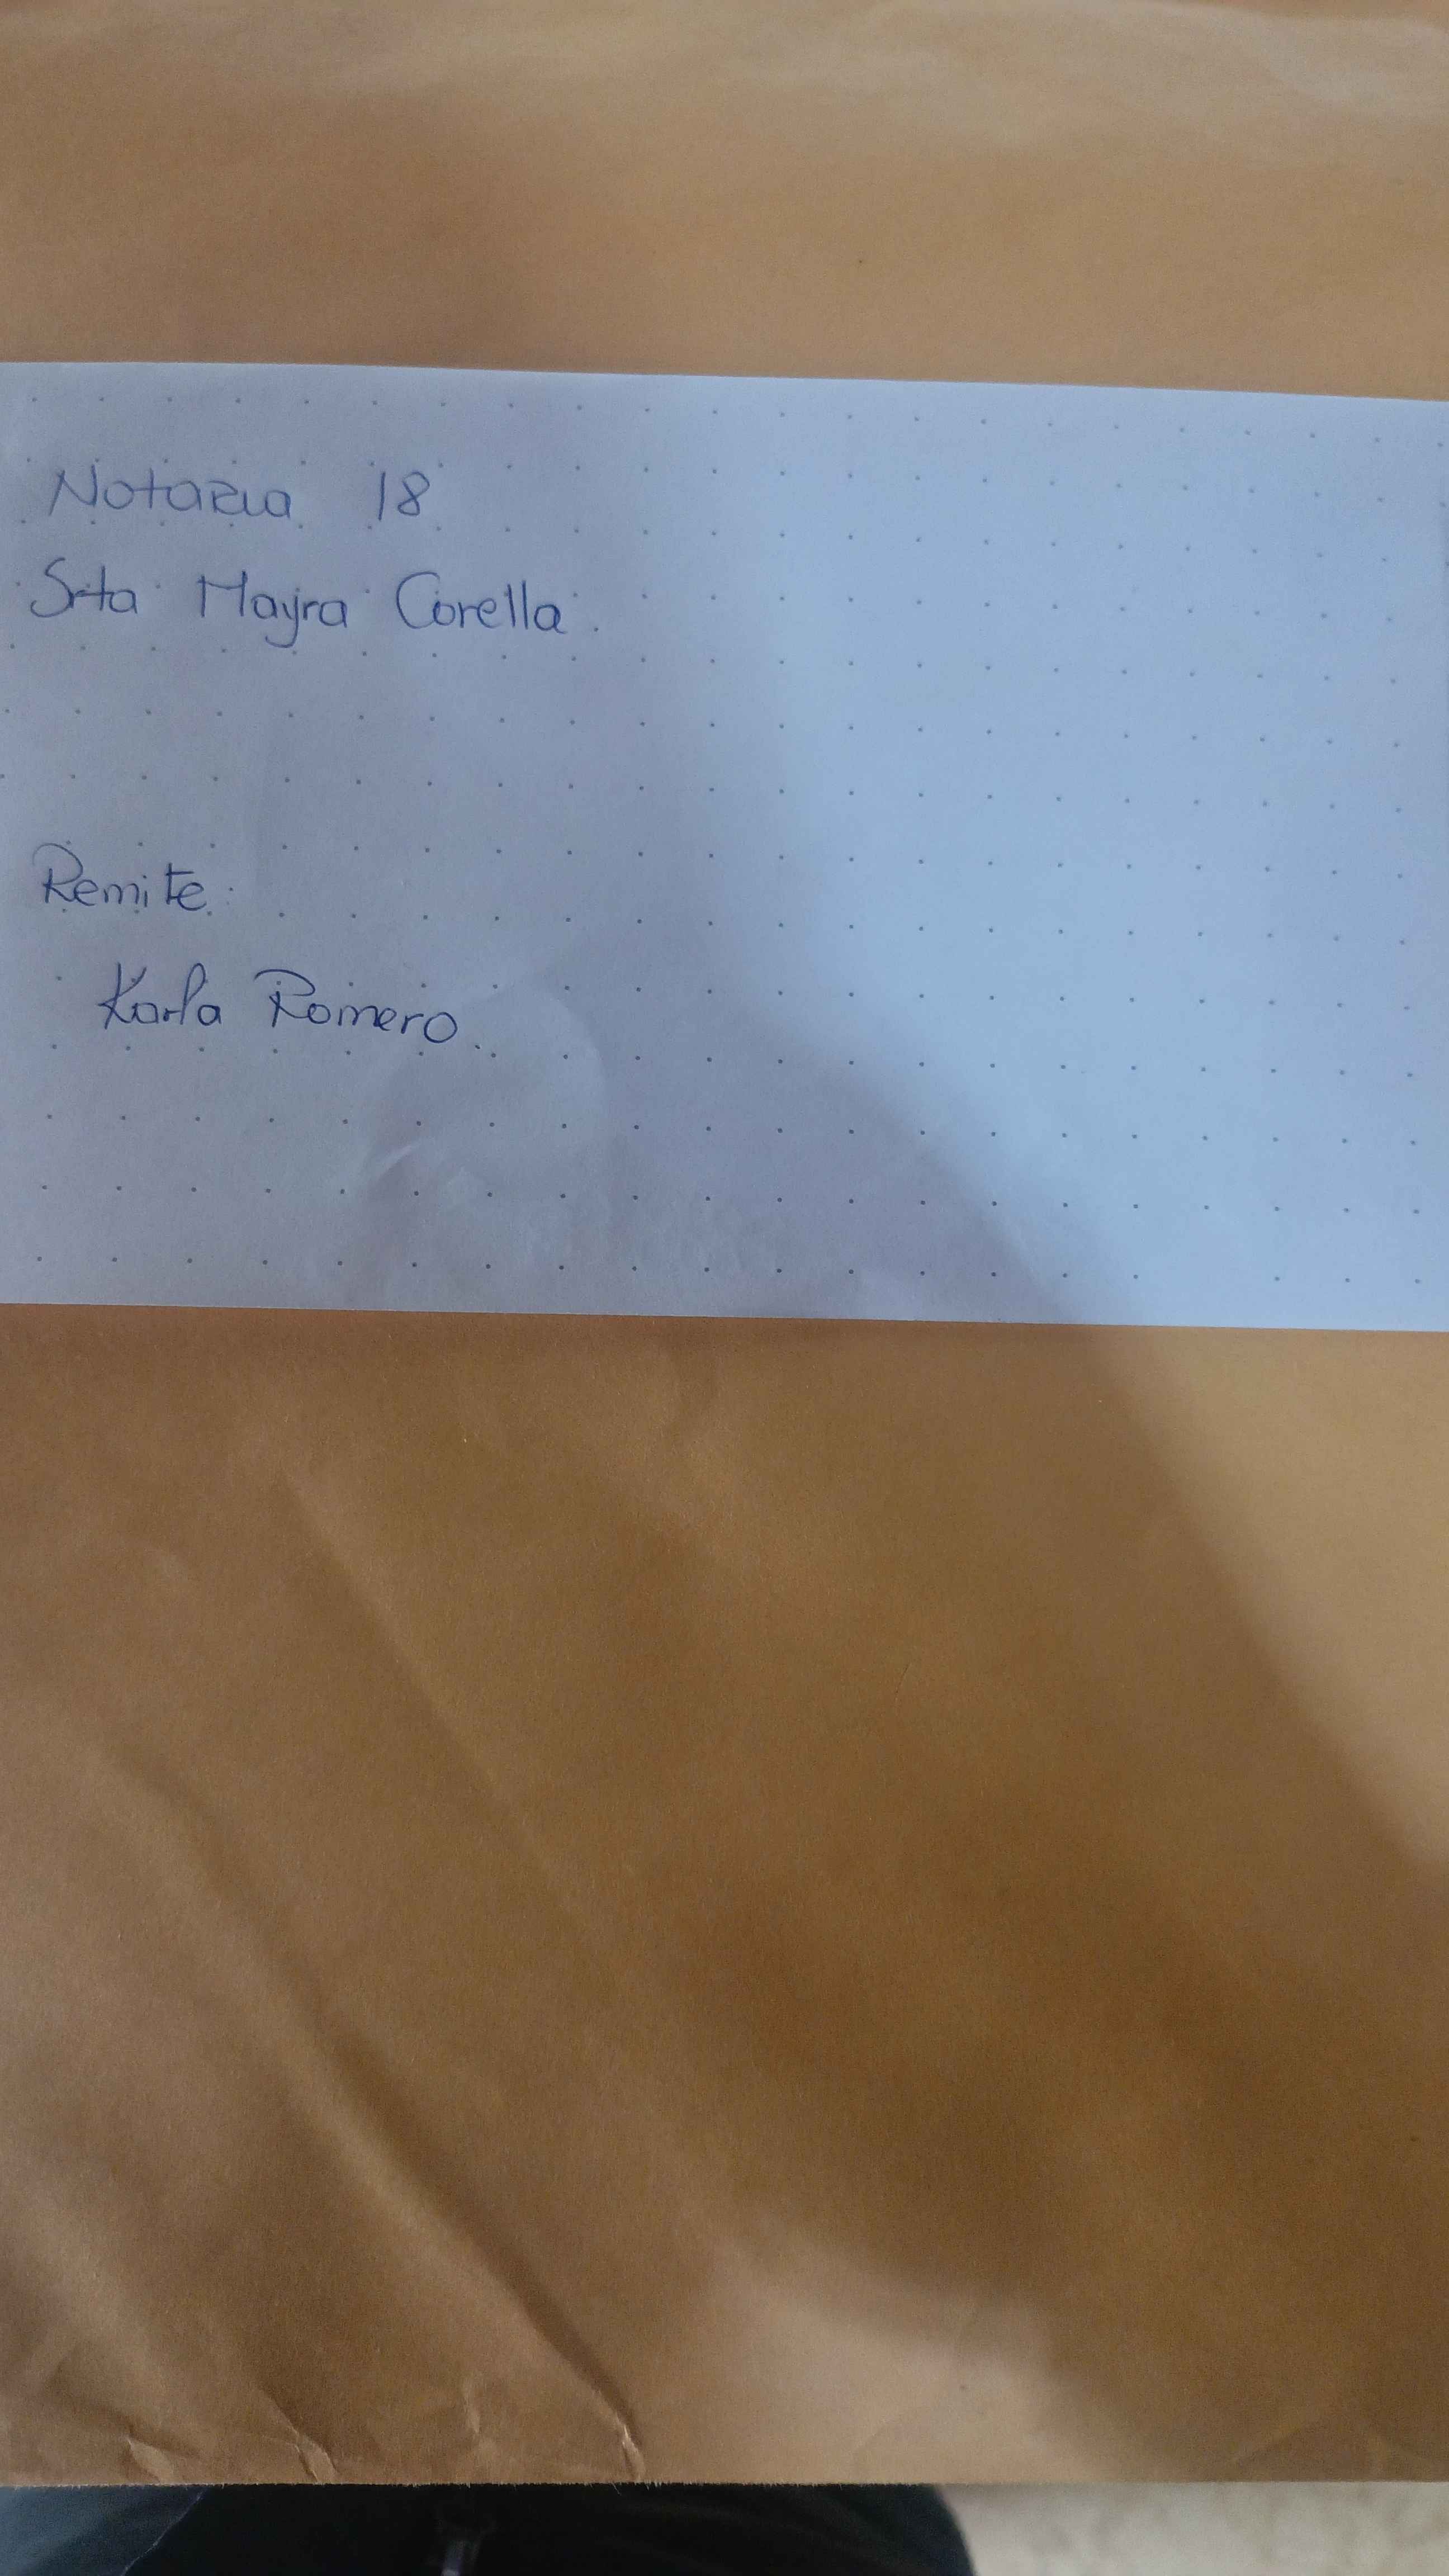 Notaria 18
Srta Mayra Corella.
Remite:
Karla Romero.